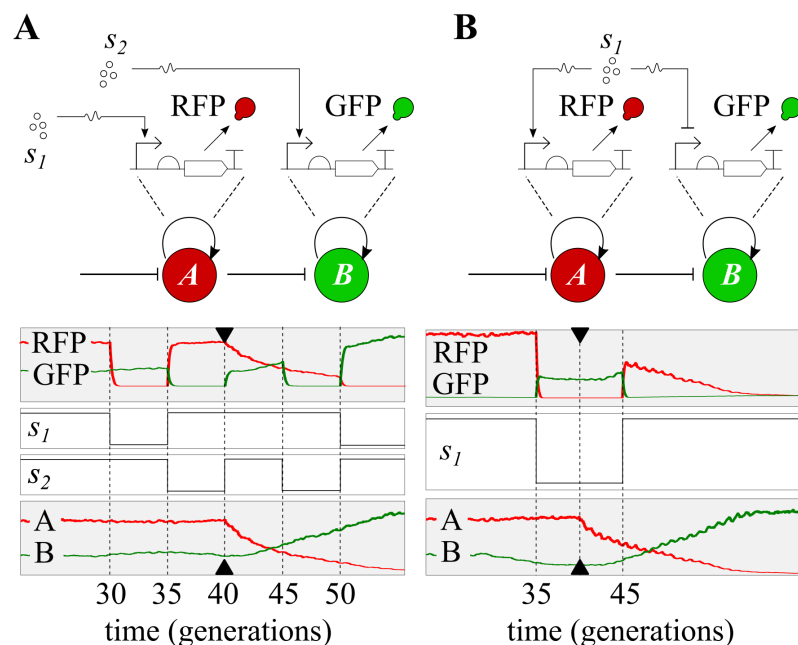 A
B
s2
s1
RFP
GFP
A
B
s1
RFP
GFP
A
B
RFP
GFP
s1
s2
A
B
30 35 40 45 50
time (generations)
RFP
GFP
s1
A
B
35 45
time (generations)